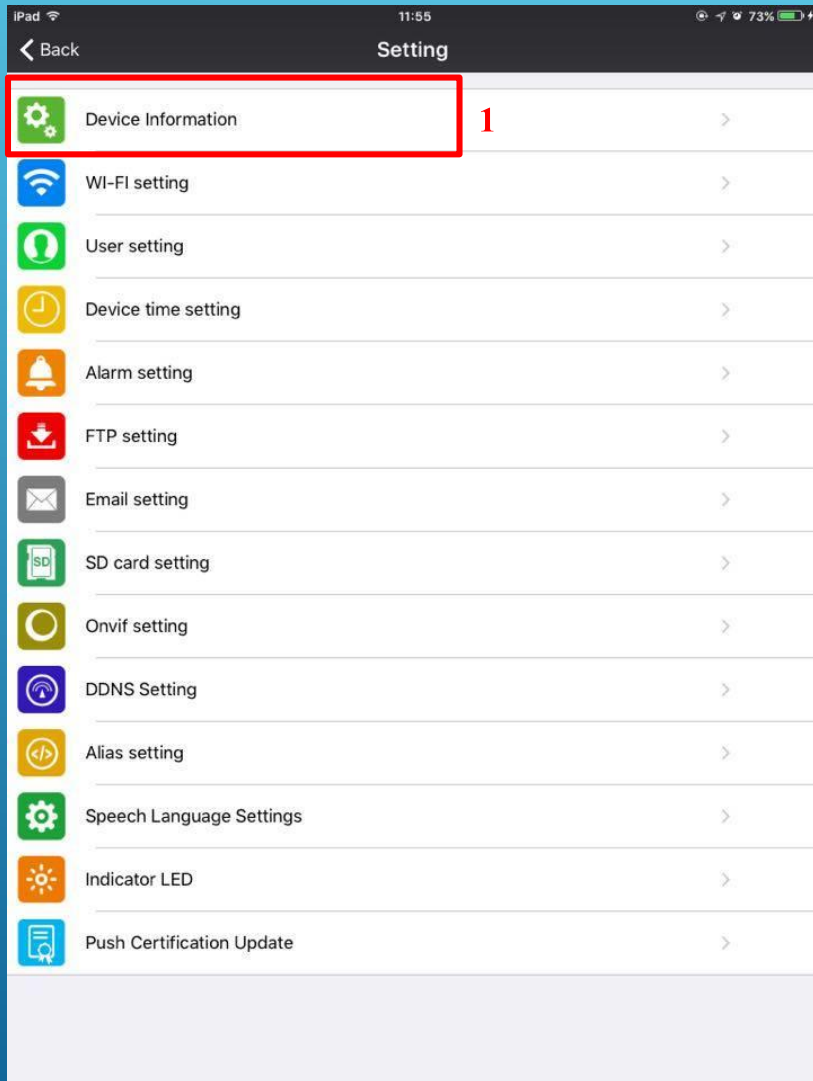 iPad 11:55 73%
Back Setting
Device Information 1
WI-FI setting
User setting
Device time setting
Alarm setting
FTP setting
Email setting
SD SD card setting
Onvif setting
DDNS Setting
Alias setting
Speech Language Settings
Indicator LED
Push Certification Update